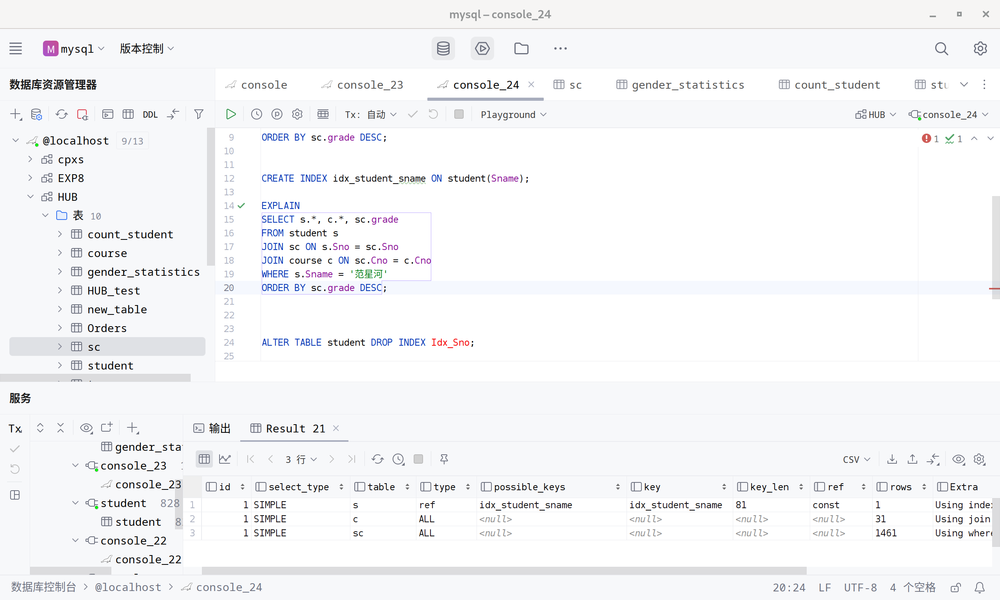 mysql – console_24
M mysql 版本控制
数据库资源管理器
console console_23 console_24 sc gender_statistics count_student stu
DDL
Tx: 自动 Playground HUB console_24
@localhost 9/13
cpxs
EXP8
HUB
表 10
count_student
course
gender_statistics
HUB_test
new_table
Orders
sc
student
9 ORDER BY sc.grade DESC;
10
11
12 CREATE INDEX idx_student_sname ON student(Sname);
13
14 EXPLAIN
15 SELECT s.*, c.*, sc.grade
16 FROM student s
17 JOIN sc ON s.Sno = sc.Sno
18 JOIN course c ON sc.Cno = c.Cno
19 WHERE s.Sname = '范星河'
20 ORDER BY sc.grade DESC;
21
22
23
24 ALTER TABLE student DROP INDEX Idx_Sno;
25
1 1
服务
Tx
gender_sta
console_23
console_23
student 828
student
console_22
console_22
输出 Result 21
3 行 CSV
id select_type table type possible_keys key key_len ref rows Extra
1 1 SIMPLE s ref idx_student_sname idx_student_sname 81 const 1 Using index
2 1 SIMPLE c ALL <null> <null> <null> <null> 31 Using join
3 1 SIMPLE sc ALL <null> <null> <null> <null> 1461 Using where
数据库控制台 @localhost console_24
20:24 LF UTF-8 4 个空格